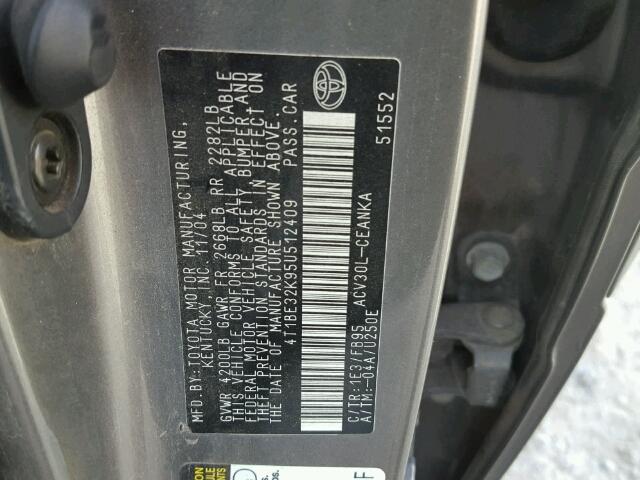 MFD.BY-TOYOTA MOTOR MANUFACTURING,
KENTUCKY, INC. 11/04
GVWR 4200LB GAWR FR 2668LB RR 2282LB
THIS VEHICLE CONFORMS TO ALL APPLICABLE
FEDERAL MOTOR VEHICLE SAFETY, BUMPER, AND
THEFT PREVENTION STANDARDS IN EFFECT ON
THE DATE OF MANUFACTURE SHOWN ABOVE.
4T1BE32K95U512409 PASS. CAR
C/TR:1E3/FB95 ACV30L-CEANKA
A/TM:-04A/U250E 51552